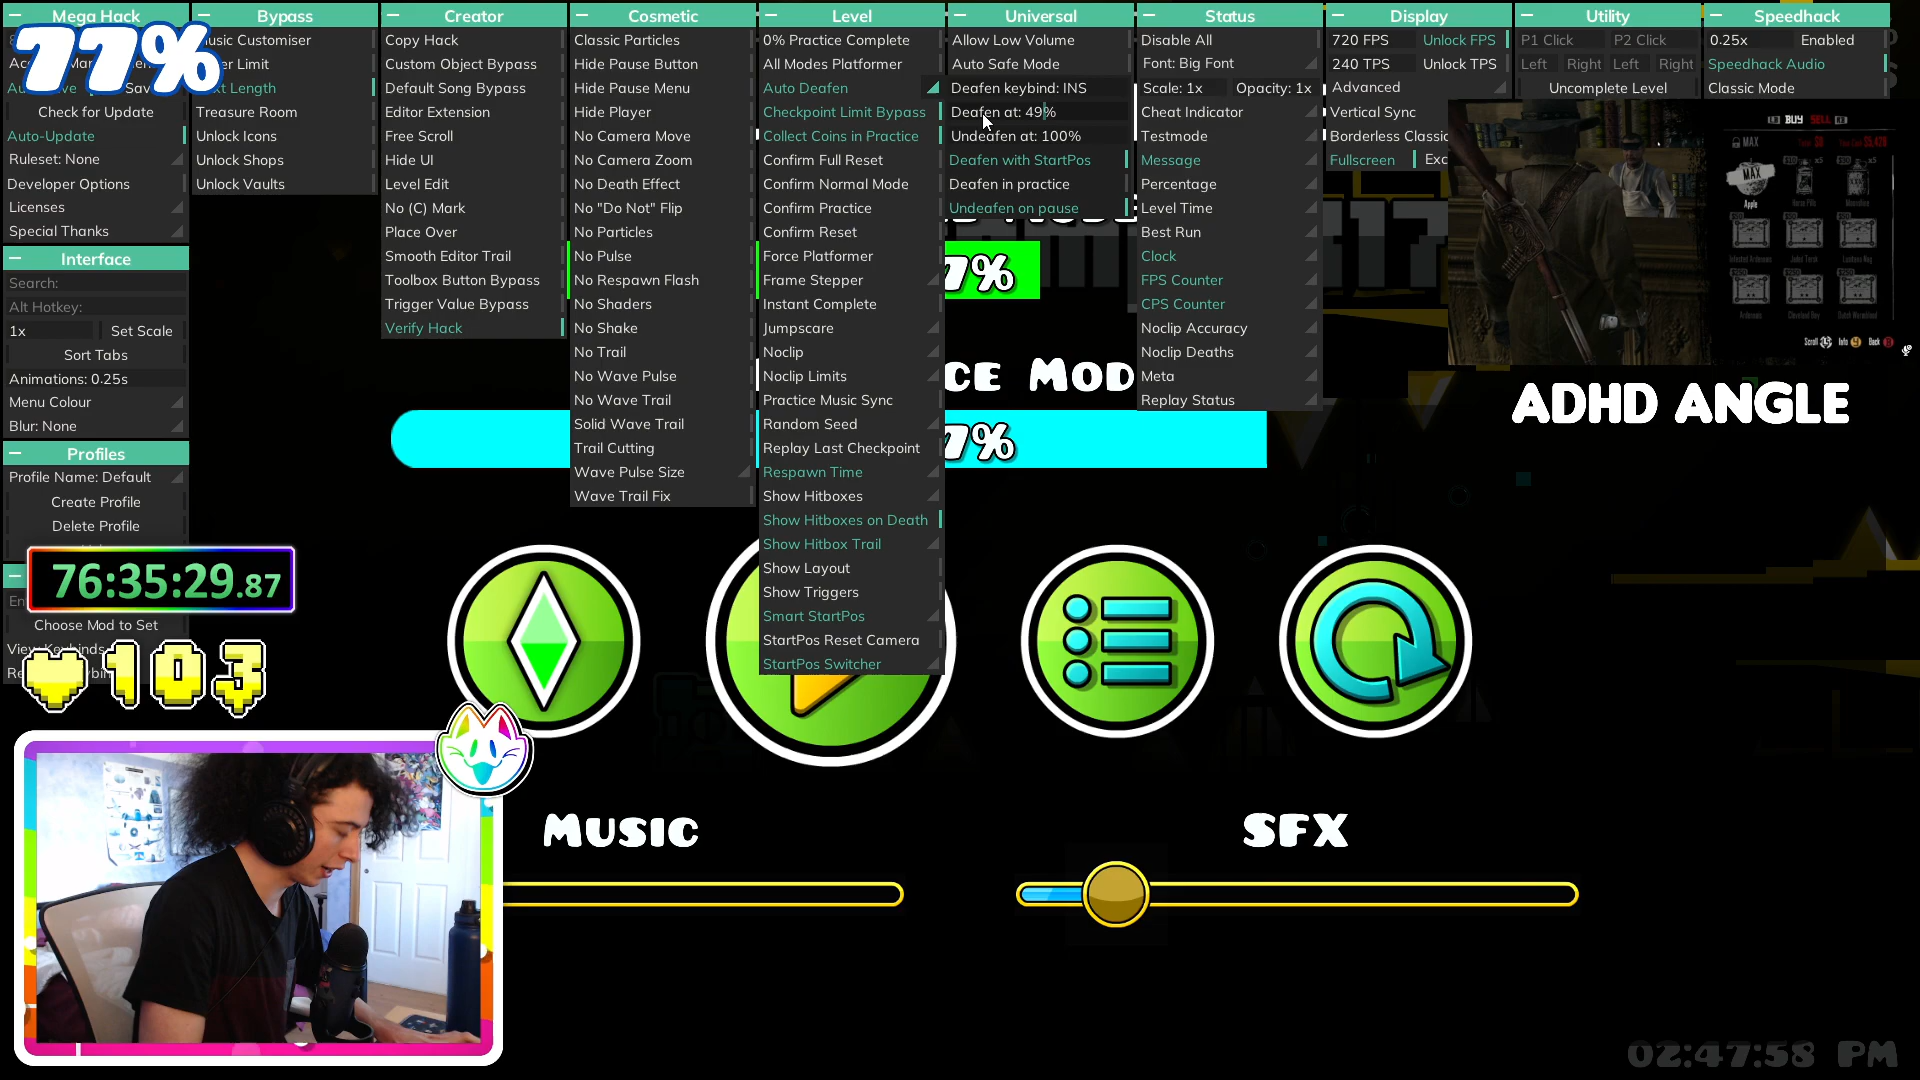 Mega Hack
77%
Check for Update
Auto-Update
Ruleset: None
Developer Options
Licenses
Special Thanks
Interface
Search:
Alt Hotkey:
1x
Set Scale
Sort Tabs
Animations: 0.25s
Menu Colour
Blur: None
Profiles
Profile Name: Default
Create Profile
Delete Profile
76:35:29.87
Choose Mod to Set
103
Bypass
Treasure Room
Unlock Icons
Unlock Shops
Unlock Vaults
Creator
Copy Hack
Custom Object Bypass
Default Song Bypass
Editor Extension
Free Scroll
Hide UI
Level Edit
No (C) Mark
Place Over
Smooth Editor Trail
Toolbox Button Bypass
Trigger Value Bypass
Verify Hack
Cosmetic
Classic Particles
Hide Pause Button
Hide Pause Menu
Hide Player
No Camera Move
No Camera Zoom
No Death Effect
No "Do Not" Flip
No Particles
No Pulse
No Respawn Flash
No Shaders
No Shake
No Trail
No Wave Pulse
No Wave Trail
Solid Wave Trail
Trail Cutting
Wave Pulse Size
Wave Trail Fix
Level
0% Practice Complete
All Modes Platformer
Auto Deafen
Checkpoint Limit Bypass
Collect Coins in Practice
Confirm Full Reset
Confirm Normal Mode
Confirm Practice
Confirm Reset
Force Platformer
Frame Stepper
Instant Complete
Jumpscare
Noclip
Noclip Limits
Practice Music Sync
Random Seed
Replay Last Checkpoint
Respawn Time
Show Hitboxes
Show Hitboxes on Death
Show Hitbox Trail
Show Layout
Show Triggers
Smart StartPos
StartPos Reset Camera
StartPos Switcher
Universal
Allow Low Volume
Auto Safe Mode
Deafen keybind: INS
Deafen at: 49%
Undeafen at: 100%
Deafen with StartPos
Deafen in practice
Undeafen on pause
7%
CE MOD
7%
Status
Disable All
Font: Big Font
Scale: 1x
Opacity: 1x
Cheat Indicator
Testmode
Message
Percentage
Level Time
Best Run
Clock
FPS Counter
CPS Counter
Noclip Accuracy
Noclip Deaths
Meta
Replay Status
Display
720 FPS
Unlock FPS
240 TPS
Unlock TPS
Advanced
Vertical Sync
Borderless Classic
Fullscreen
Exc
Utility
P1 Click
P2 Click
Left
Right
Left
Right
Uncomplete Level
Speedhack
0.25x
Enabled
Speedhack Audio
Classic Mode
BUY SELL
MAX
MAX
Apple
Scroll
Info
Back
ADHD ANGLE
MUSIC
SFX
02:47:58 PM